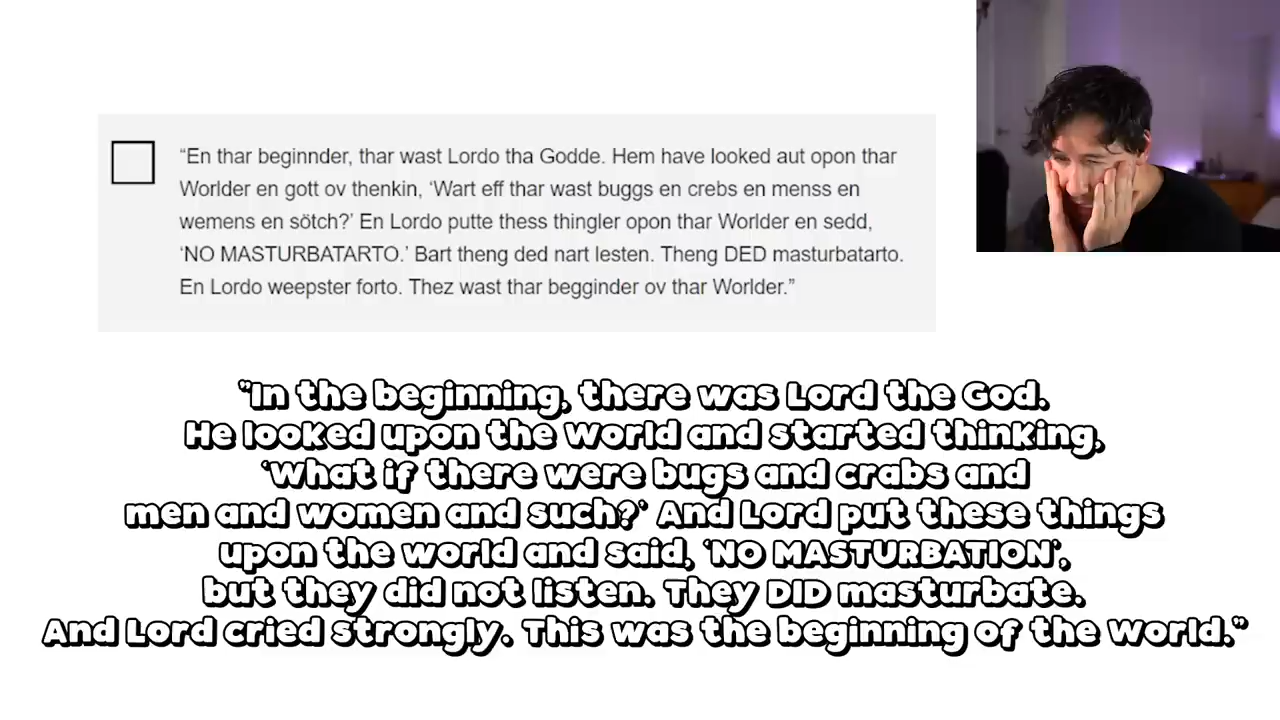 “En thar beginnder, thar wast Lordo tha Godde. Hem have looked aut opon thar
Worlder en gott ov thenkin, ‘Wart eff thar wast buggs en crebs en menss en
wemens en sötch?’ En Lordo putte thess thingler opon thar Worlder en sedd,
‘NO MASTURBATARTO.’ Bart theng ded nart lesten. Theng DED masturbatarto.
En Lordo weepster forto. Thez wast thar begginder ov thar Worlder.”
"In the beginning, there was Lord the God.
He looked upon the World and started thinking,
‘What if there were bugs and crabs and
men and women and such?’ And Lord put these things
upon the world and said, ‘NO MASTURBATION’,
but they did not listen. They DID masturbate.
And Lord cried strongly. This was the beginning of the world.”